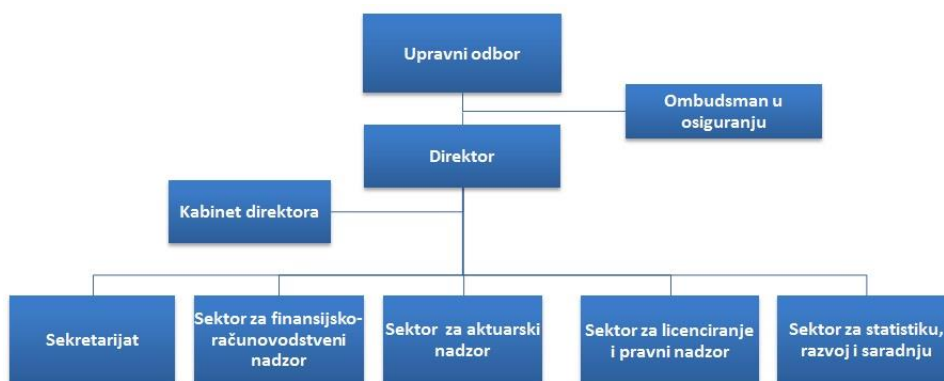 Upravni odbor
Ombudsman u
osiguranju
Direktor
Kabinet direktora
Sekretarijat
Sektor za finansijsko-
računovodstveni
nadzor
Sektor za aktuarski
nadzor
Sektor za licenciranje
i pravni nadzor
Sektor za statistiku,
razvoj i saradnju